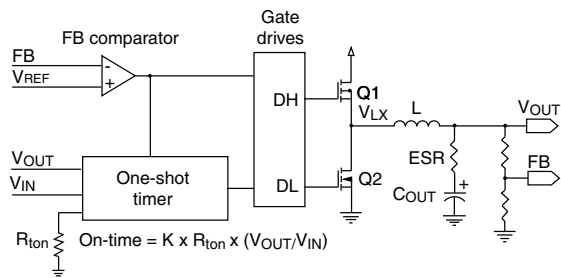 Gate
drives
FB comparator
FB
-
VREF
+
DH
Q1
VLX
L
VOUT
ESR
FB
VOUT
VIN
One-shot
timer
DL
Q2
COUT
+
Rton
On-time = K x Rton x (VOUT/VIN)